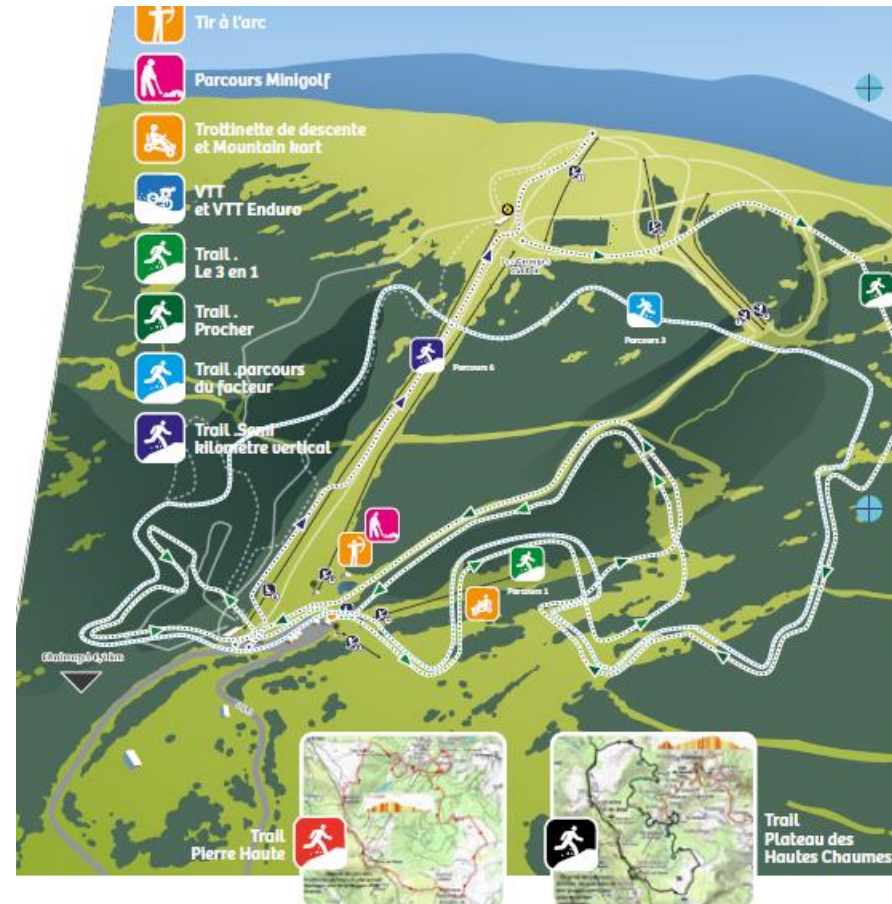 Tir à l'arc
Parcours Minigolf
Trottinette de descente
et Mountain kart
VTT
et VTT Enduro
Trail .
Le 3 en 1
Trail .
Procher
Trail .parcours
du facteur
Trail .Semi
kilomètre vertical
Parcours 3
Parcours 6
Parcours 1
Trail
Pierre Haute
Trail
Plateau des
Hautes Chaumes